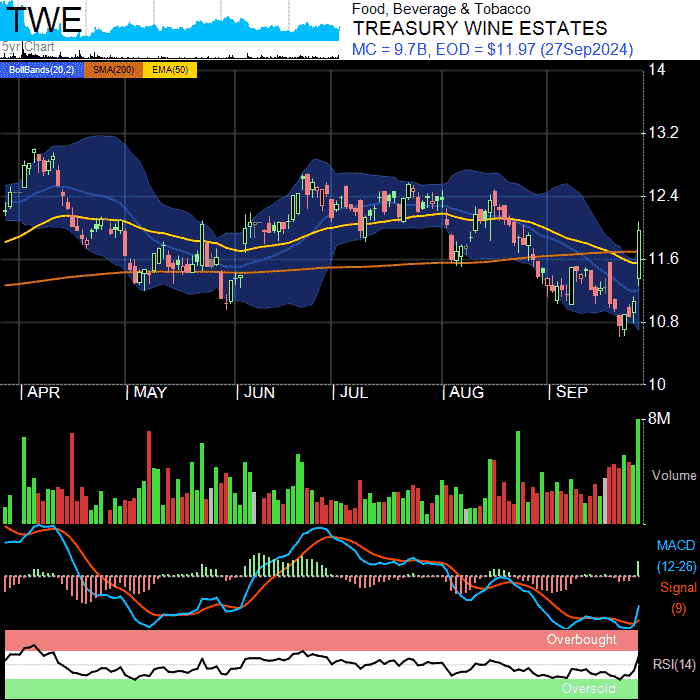 TWE
5yr Chart
Food, Beverage & Tobacco
TREASURY WINE ESTATES
MC = 9.7B, EOD = $11.97 (27Sep2024)
BollBands(20,2) SMA(200) EMA(50)
14
13.2
12.4
11.6
10.8
10
APR MAY JUN JUL AUG SEP
8M
Volume
MACD
(12-26)
Signal
(9)
Overbought
RSI(14)
Oversold